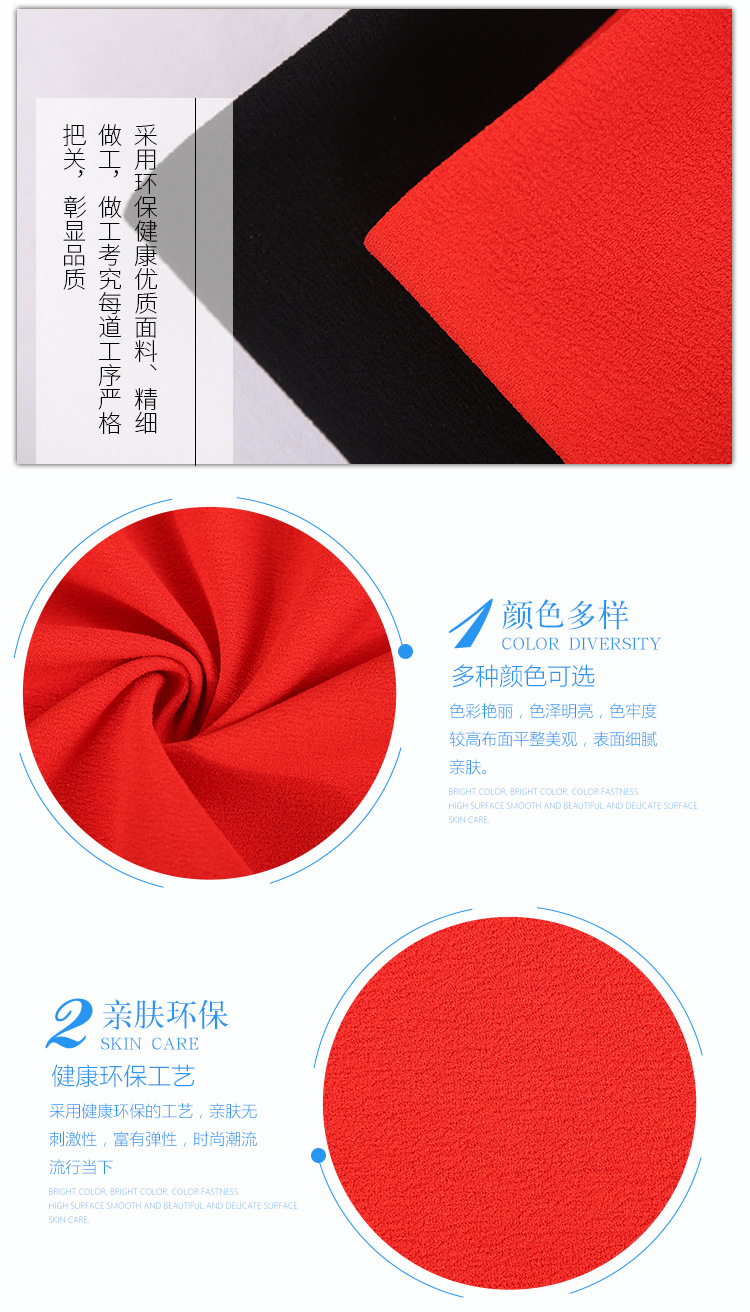 采用环保健康优质面料、精细
做工，做工考究每道工序严格
把关，彰显品质
1 颜色多样
COLOR DIVERSITY
多种颜色可选
色彩艳丽，色泽明亮，色牢度
较高布面平整美观，表面细腻
亲肤。
BRIGHT COLOR, BRIGHT COLOR, COLOR FASTNESS
HIGH SURFACE SMOOTH AND BEAUTIFUL AND DELICATE SURFACE
SKIN CARE.
2 亲肤环保
SKIN CARE
健康环保工艺
采用健康环保的工艺，亲肤无
刺激性，富有弹性，时尚潮流
流行当下
BRIGHT COLOR, BRIGHT COLOR, COLOR FASTNESS
HIGH SURFACE SMOOTH AND BEAUTIFUL AND DELICATE SURFACE
SKIN CARE.